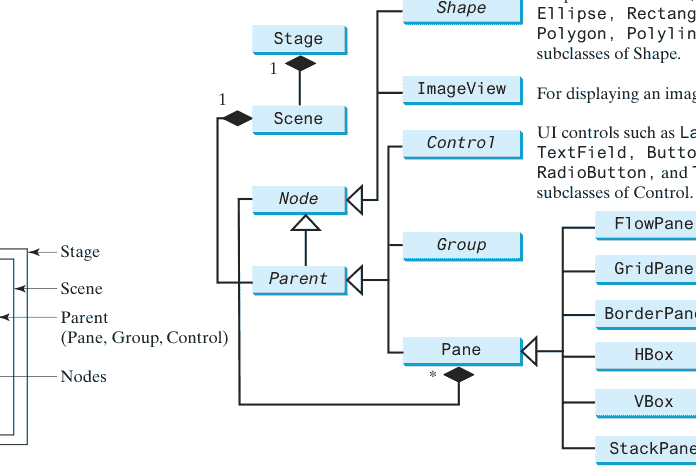 Shape
Ellipse, Rectang
Polygon, Polylin
subclasses of Shape.
Stage
1
ImageView
For displaying an imag
1
Scene
Control
UI controls such as La
TextField, Butto
RadioButton, and T
subclasses of Control.
Node
FlowPane
Group
Stage
GridPane
Parent
Scene
BorderPan
Parent
(Pane, Group, Control)
Pane
HBox
*
Nodes
VBox
StackPane